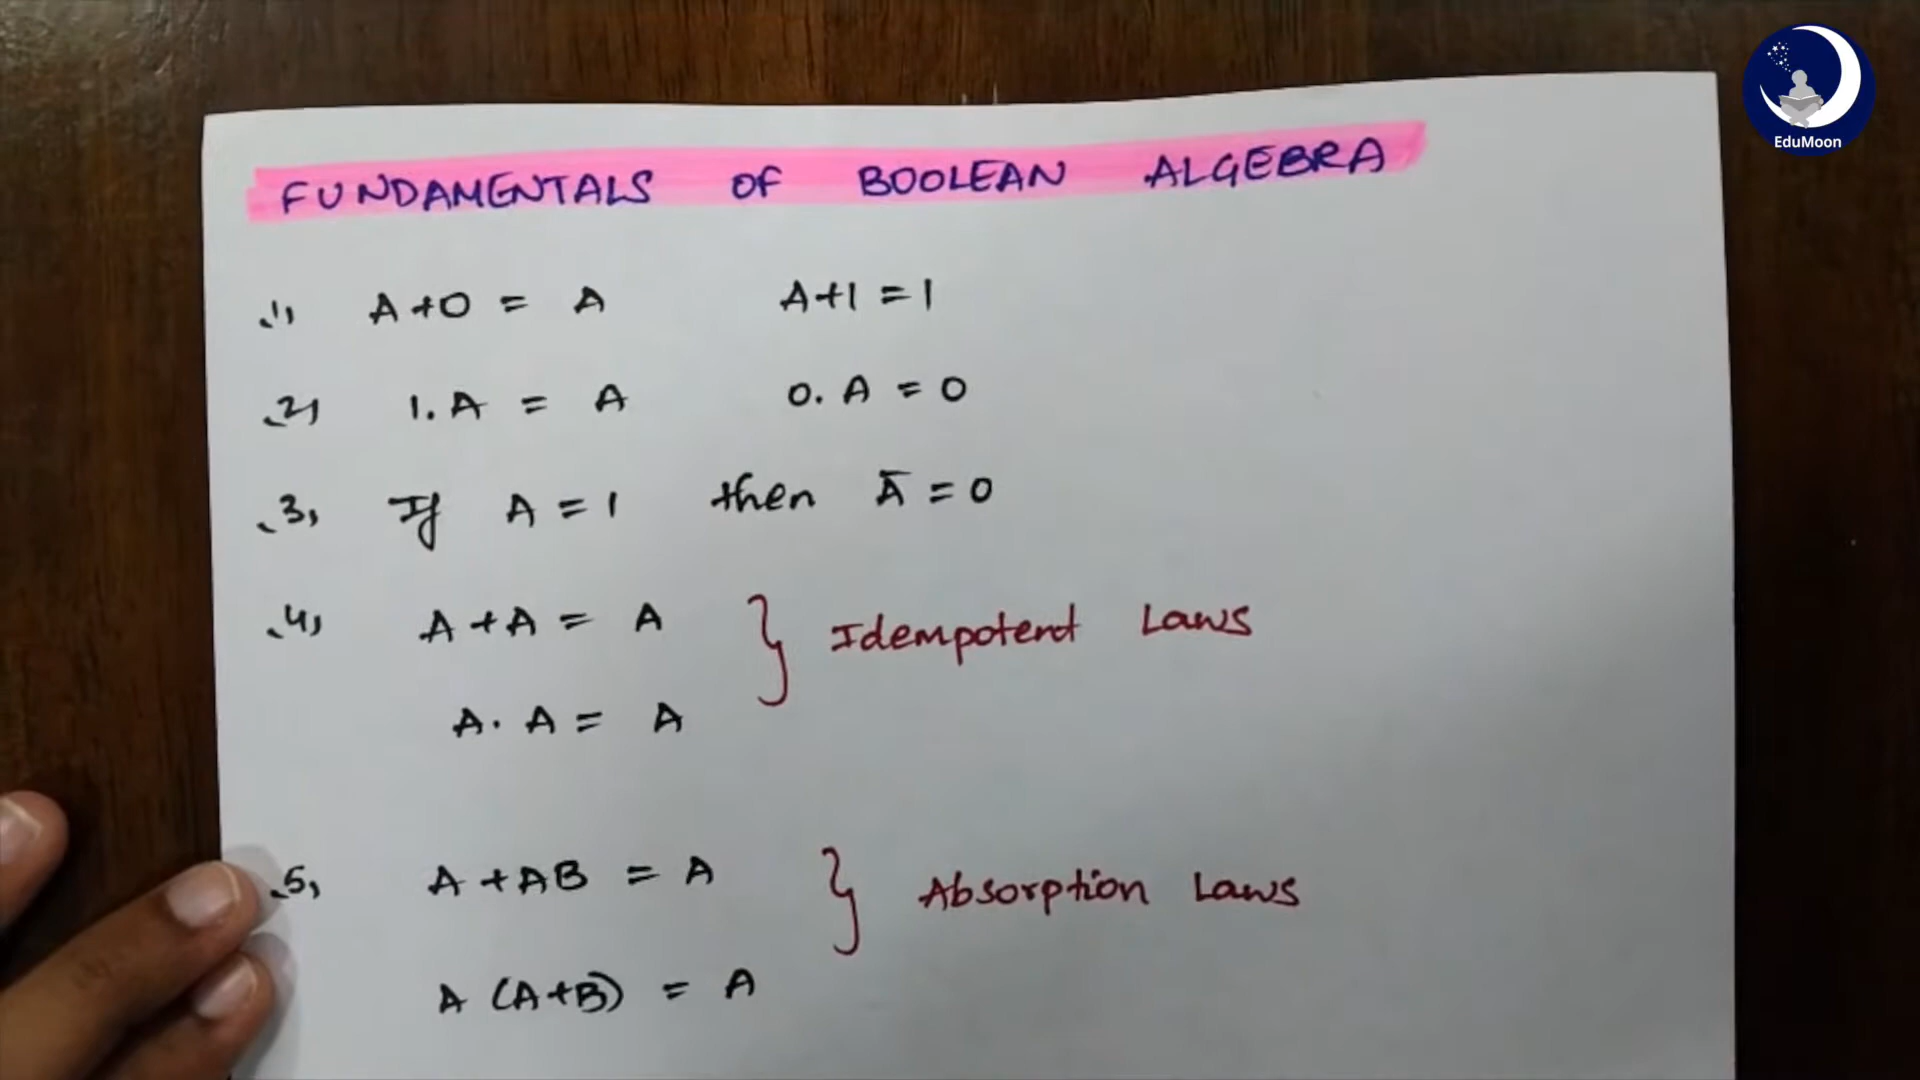 EduMoon
FUNDAMENTALS OF BOOLEAN ALGEBRA
1, A+0 = A A+1 = 1
2, 1. A = A 0. A = 0
3, If A = 1 then Ā = 0
4, A + A = A } Idempotent Laws
A. A = A
5, A + AB = A } Absorption Laws
A (A+B) = A